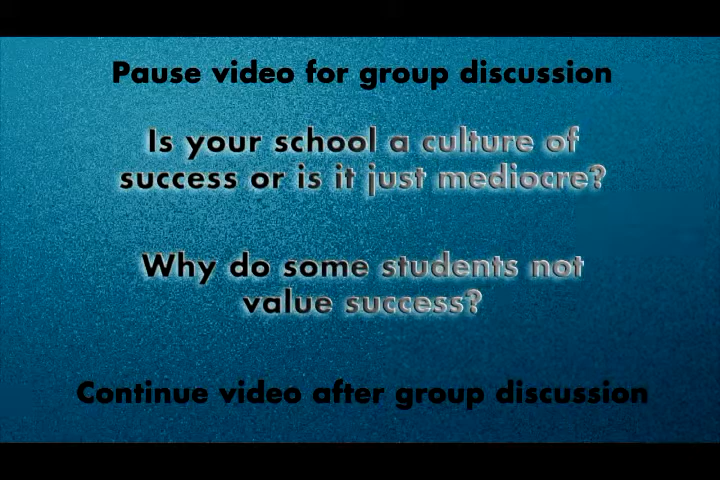 Pause video for group discussion
Is your school a culture of
success or is it just mediocre?
Why do some students not
value success?
Continue video after group discussion